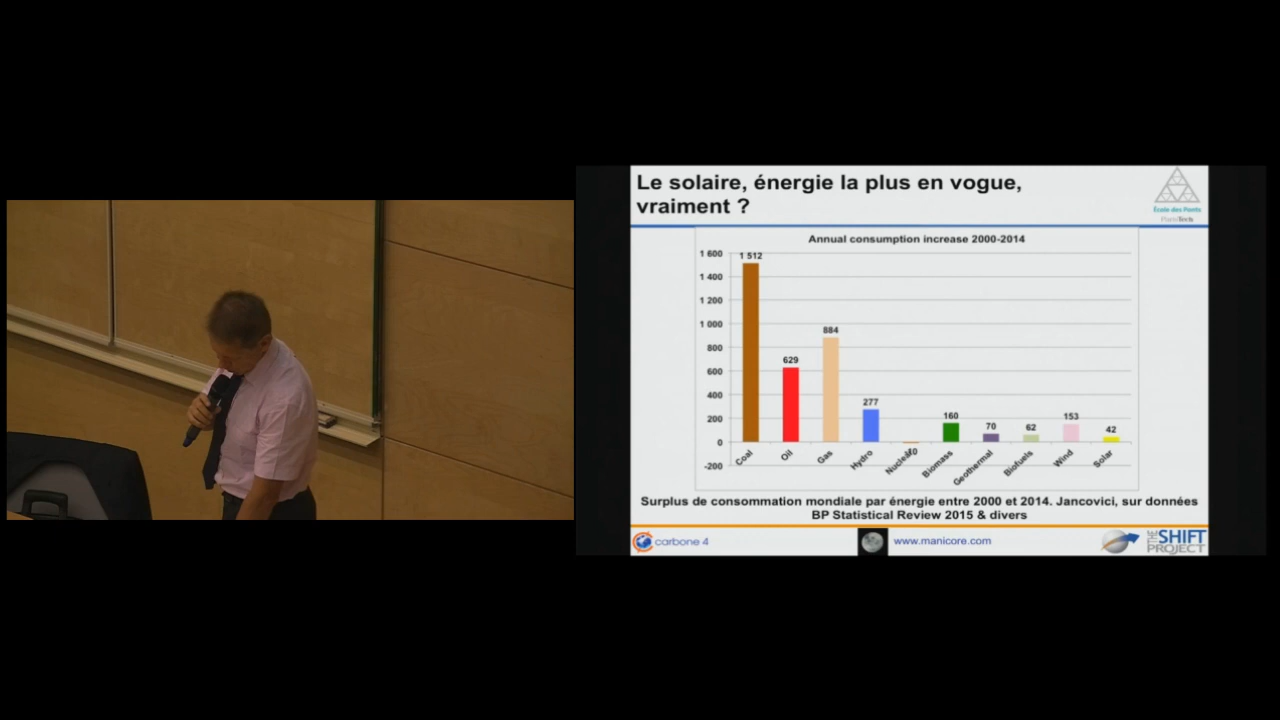 Le solaire, énergie la plus en vogue,
vraiment ?
École des Ponts
ParisTech
Annual consumption increase 2000-2014
1 600
1 400
1 200
1 000
800
600
400
200
0
-200
1 512
629
884
277
160
70
62
153
42
Coal
Oil
Gas
Hydro
Nuclear
Biomass
Geothermal
Biofuels
Wind
Solar
Surplus de consommation mondiale par énergie entre 2000 et 2014. Jancovici, sur données
BP Statistical Review 2015 & divers
carbone 4
www.manicore.com
THE SHIFT
PROJECT